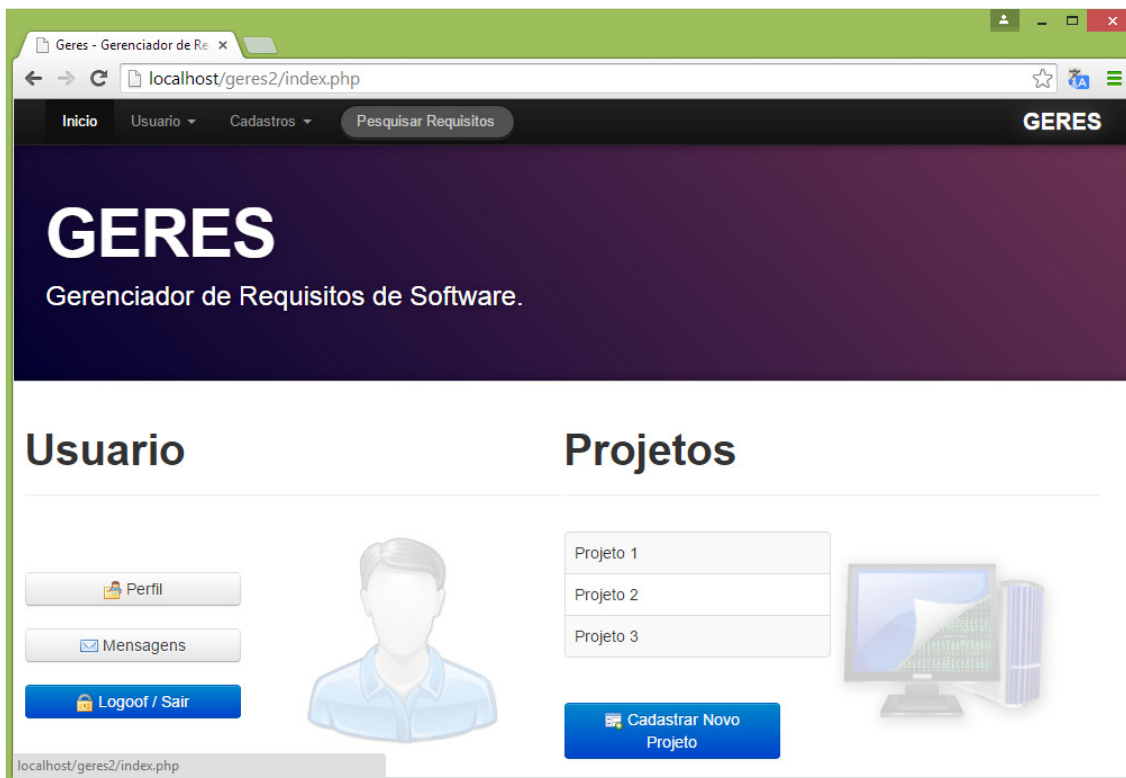 Geres - Gerenciador de Re
localhost/geres2/index.php
Inicio Usuario Cadastros Pesquisar Requisitos GERES
GERES
Gerenciador de Requisitos de Software.
Usuario Projetos
Projeto 1
Perfil
Projeto 2
Mensagens
Projeto 3
Logoof / Sair
Cadastrar Novo
Projeto
localhost/geres2/index.php